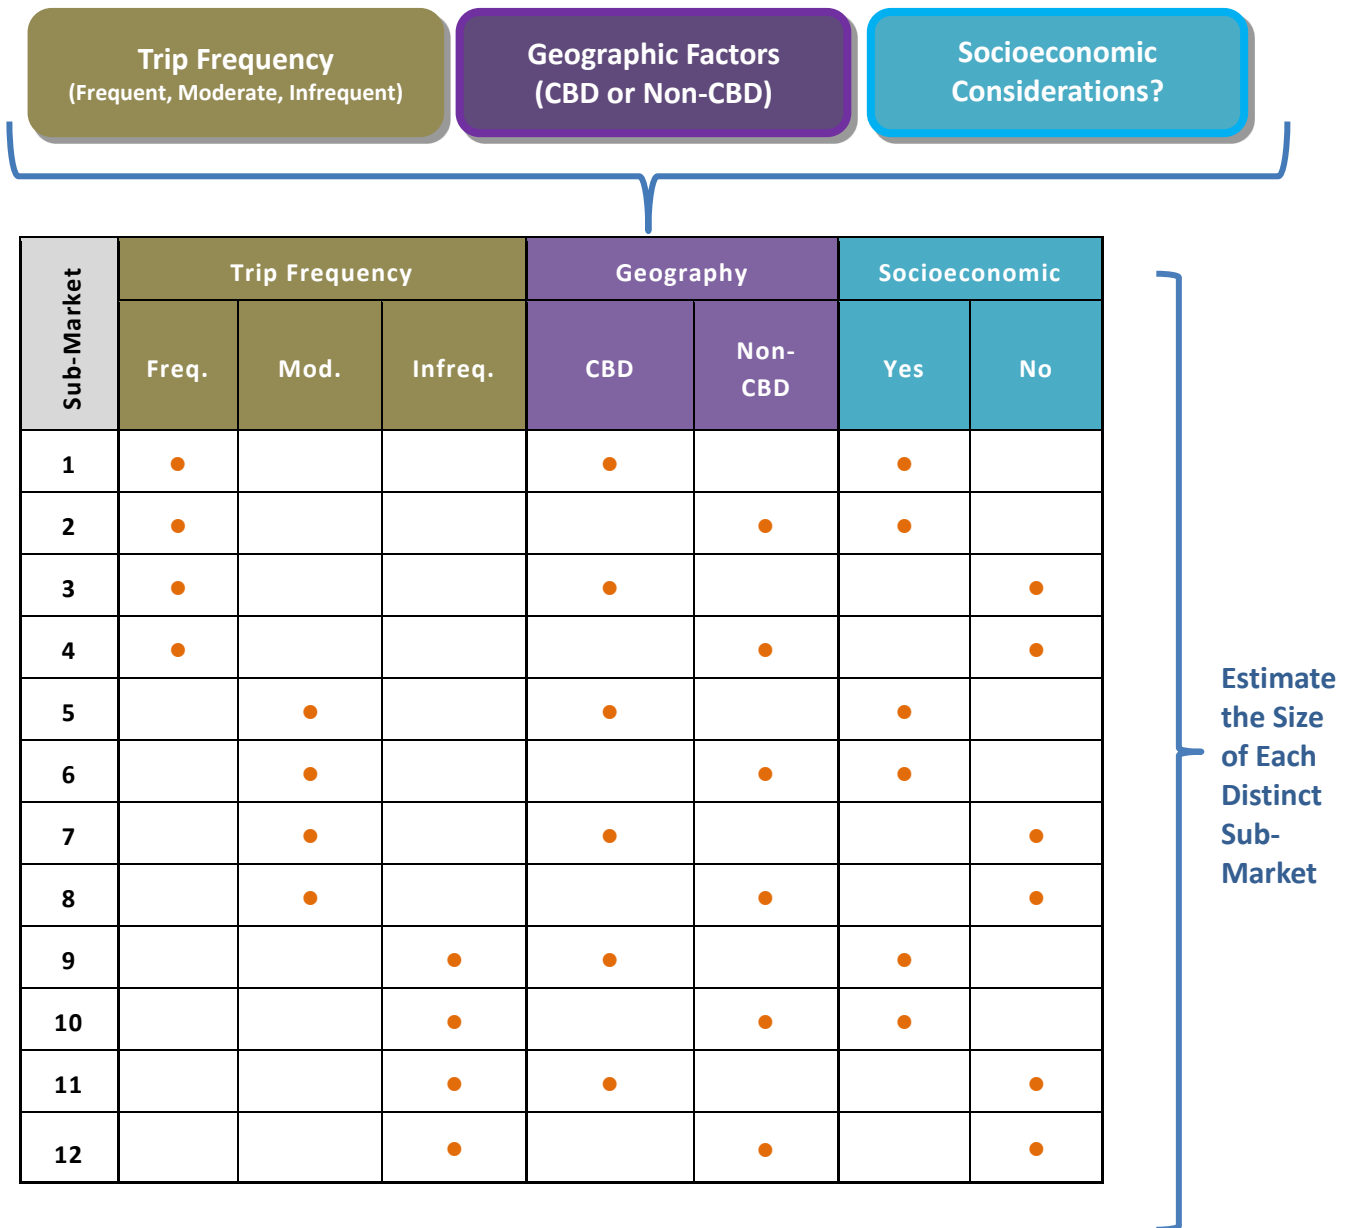 Trip Frequency
(Frequent, Moderate, Infrequent)
Geographic Factors
(CBD or Non-CBD)
Socioeconomic
Considerations?
Sub-Market
Trip Frequency
Geography
Socioeconomic
Freq.
Mod.
Infreq.
CBD
Non-
CBD
Yes
No
1
2
3
4
5
6
7
8
9
10
11
12
Estimate
the Size
of Each
Distinct
Sub-
Market